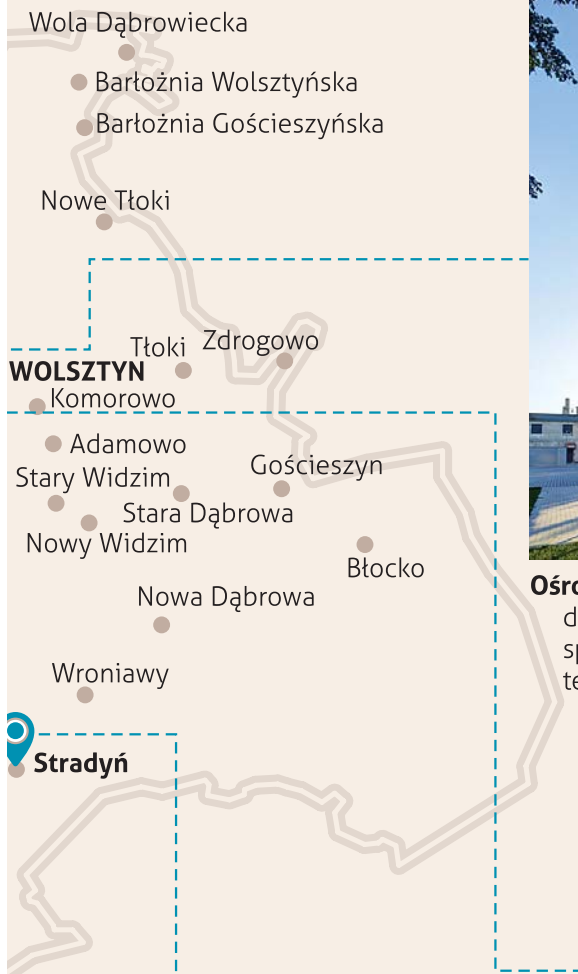 Wola Dąbrowiecka
Barłożnia Wolsztyńska
Barłożnia Gościeszyńska
Nowe Tłoki
Tłoki
Zdrogowo
WOLSZTYN
Komorowo
Adamowo
Gościeszyn
Stary Widzim
Stara Dąbrowa
Nowy Widzim
Błocko
Nowa Dąbrowa
Wroniawy
Stradyń